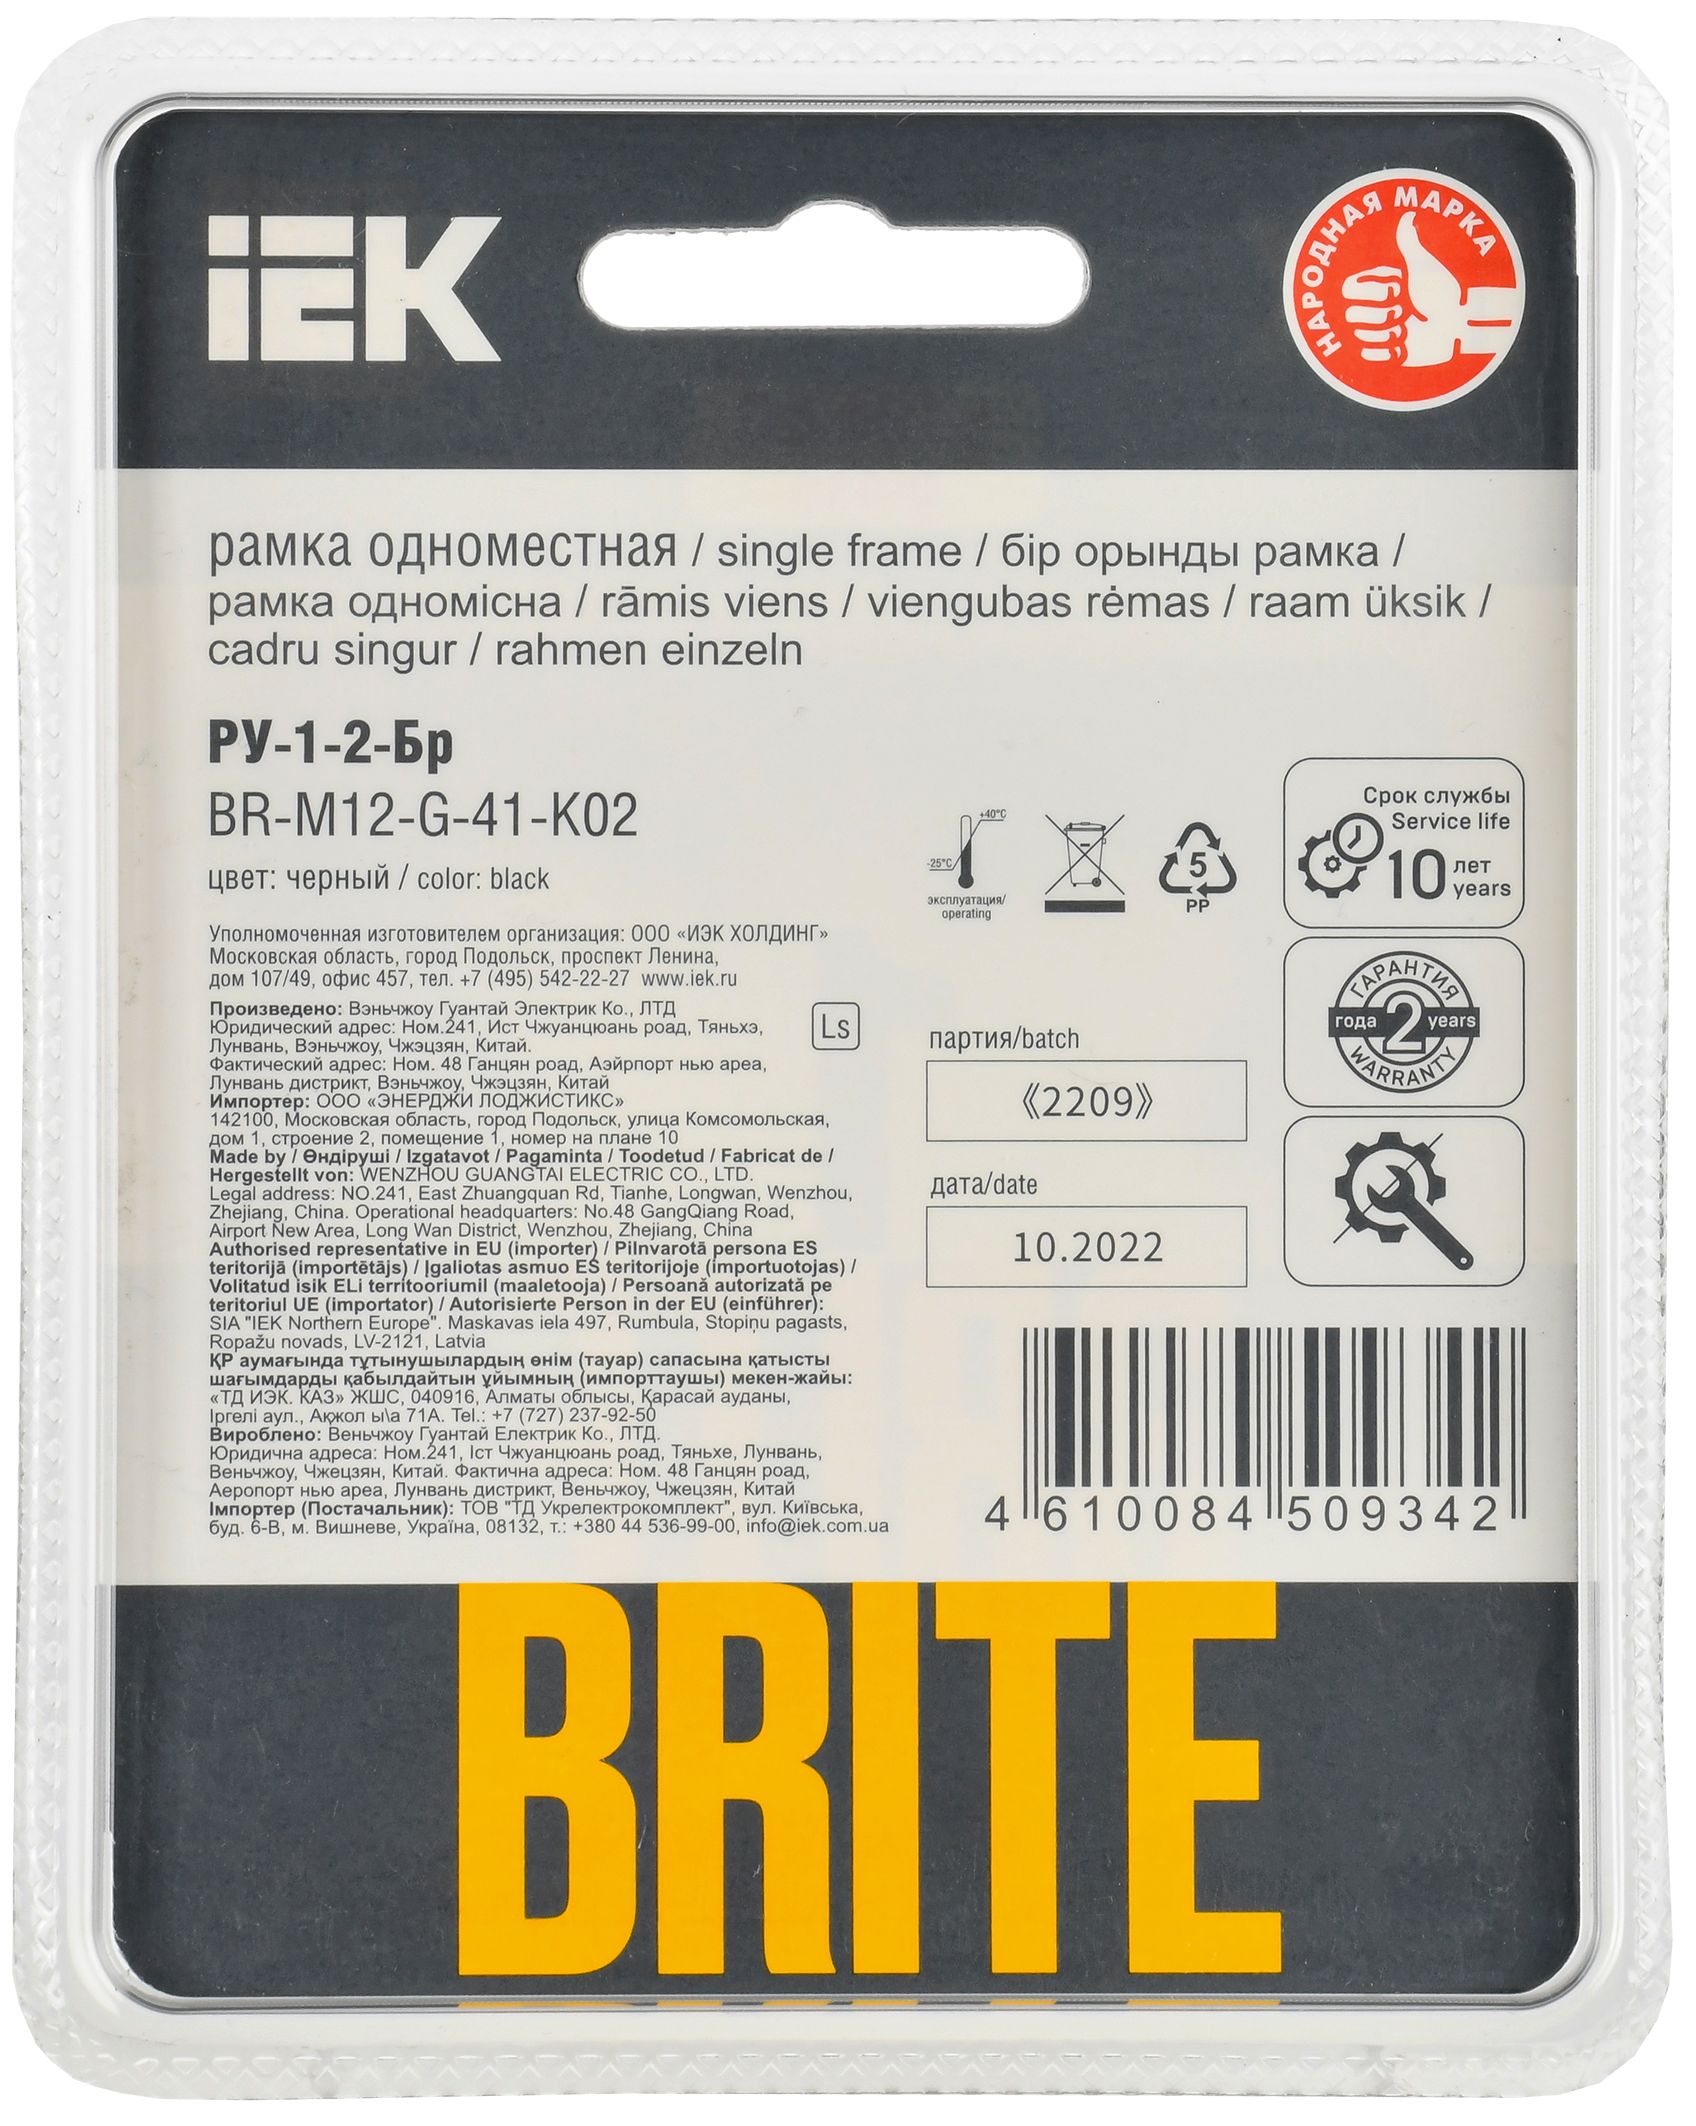 IEK
НАРОДНАЯ МАРКА
рамка одноместная / single frame / бір орынды рамка /
рамка одномісна / rāmis viens / viengubas rėmas / raam üksik /
cadru singur / rahmen einzeln
РУ-1-2-Бр
BR-M12-G-41-K02
цвет: черный / color: black
+40°C
-25°C
эксплуатация/
operating
5
PP
Срок службы
Service life
10 лет
years
Уполномоченная изготовителем организация: ООО «ИЭК ХОЛДИНГ»
Московская область, город Подольск, проспект Ленина,
дом 107/49, офис 457, тел. +7 (495) 542-22-27 www.iek.ru
Произведено: Вэньчжоу Гуантай Электрик Ко., ЛТД
Юридический адрес: Ном.241, Ист Чжуанцюань роад, Тяньхэ,
Лунвань, Вэньчжоу, Чжэцзян, Китай.
Фактический адрес: Ном. 48 Ганцян роад, Аэйрпорт нью ареа,
Лунвань дистрикт, Вэньчжоу, Чжэцзян, Китай
Импортер: ООО «ЭНЕРДЖИ ЛОДЖИСТИКС»
142100, Московская область, город Подольск, улица Комсомольская,
дом 1, строение 2, помещение 1, номер на плане 10
Made by / Өндіруші / Izgatavot / Pagaminta / Toodetud / Fabricat de /
Hergestellt von: WENZHOU GUANGTAI ELECTRIC CO., LTD.
Legal address: NO.241, East Zhuangquan Rd, Tianhe, Longwan, Wenzhou,
Zhejiang, China. Operational headquarters: No.48 GangQiang Road,
Airport New Area, Long Wan District, Wenzhou, Zhejiang, China
Authorised representative in EU (importer) / Pilnvarotā persona ES
teritorijā (importētājs) / Įgaliotas asmuo ES teritorijoje (importuotojas) /
Volitatud isik ELi territooriumil (maaletooja) / Persoană autorizată pe
teritoriul UE (importator) / Autorisierte Person in der EU (einführer):
SIA "IEK Northern Europe". Maskavas iela 497, Rumbula, Stopiņu pagasts,
Ropažu novads, LV-2121, Latvia
ҚР аумағында тұтынушылардың өнім (тауар) сапасына қатысты
шағымдарды қабылдайтын ұйымның (импорттаушы) мекен-жайы:
«ТД ИЭК. КАЗ» ЖШС, 040916, Алматы облысы, Қарасай ауданы,
Іргелі аул., Ақжол ы\а 71А. Tel.: +7 (727) 237-92-50
Вироблено: Веньчжоу Гуантай Електрик Ко., ЛТД.
Юридична адреса: Ном.241, Іст Чжуанцюань роад, Тяньхе, Лунвань,
Веньчжоу, Чжецзян, Китай. Фактична адреса: Ном. 48 Ганцян роад,
Аеропорт нью ареа, Лунвань дистрикт, Веньчжоу, Чжецзян, Китай
Імпортер (Постачальник): ТОВ "ТД Укрелектрокомплект", вул. Київська,
буд. 6-В, м. Вишневе, Україна, 08132, т.: +380 44 536-99-00, info@iek.com.ua
Ls
ГАРАНТИЯ
года 2 years
WARRANTY
партия/batch
《2209》
дата/date
10.2022
4 610084 509342
BRITE